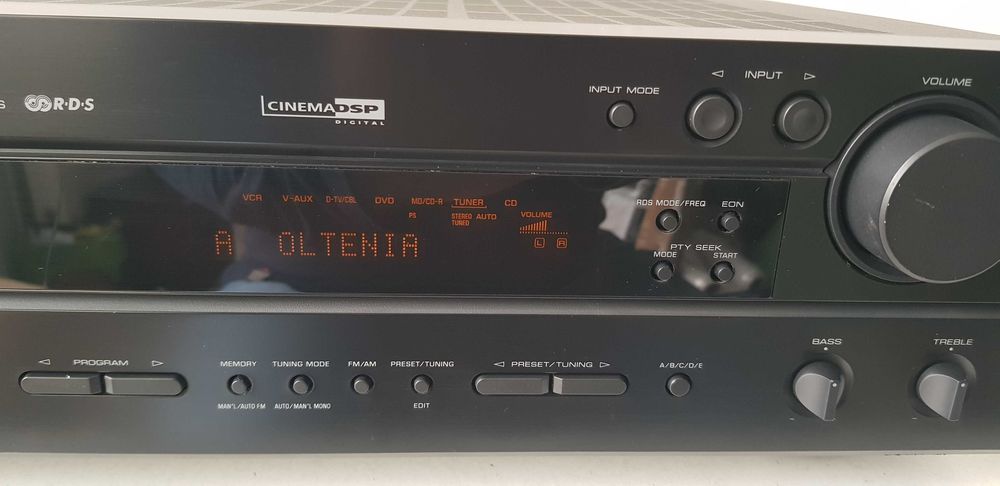 S
R·D·S
CINEMA DSP
DIGITAL
INPUT MODE
INPUT
VOLUME
VCR V-AUX D-TV/CBL DVD MD/CD-R TUNER CD
PS STEREO AUTO VOLUME
TUNED
L R
A OLTENIA
RDS MODE/FREQ EON
PTY SEEK
MODE START
PROGRAM
MEMORY
MAN'L/AUTO FM
TUNING MODE
AUTO/MAN'L MONO
FM/AM
PRESET/TUNING
EDIT
PRESET/TUNING
A/B/C/D/E
BASS
TREBLE